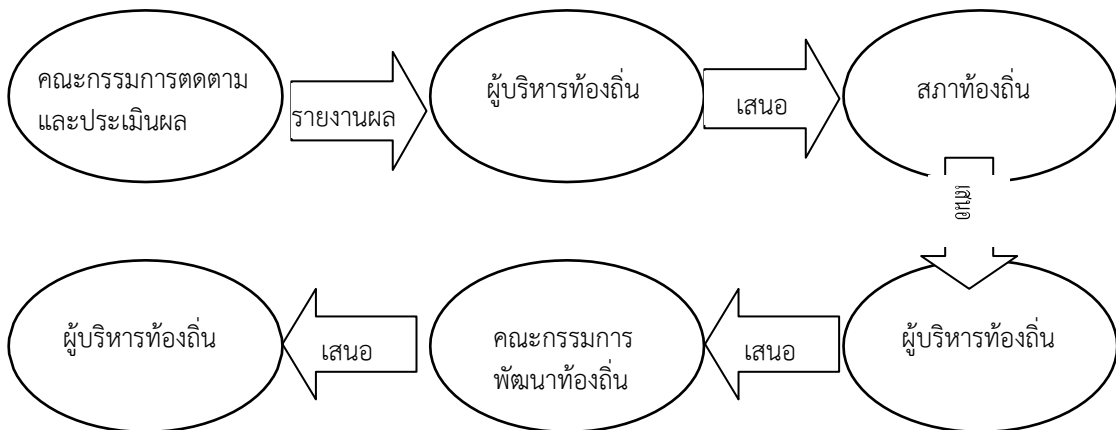 คณะกรรมการตดตาม
และประเมินผล
รายงานผล
ผู้บริหารท้องถิ่น
เสนอ
สภาท้องถิ่น
เสนอ
ผู้บริหารท้องถิ่น
เสนอ
คณะกรรมการ
พัฒนาท้องถิ่น
เสนอ
ผู้บริหารท้องถิ่น